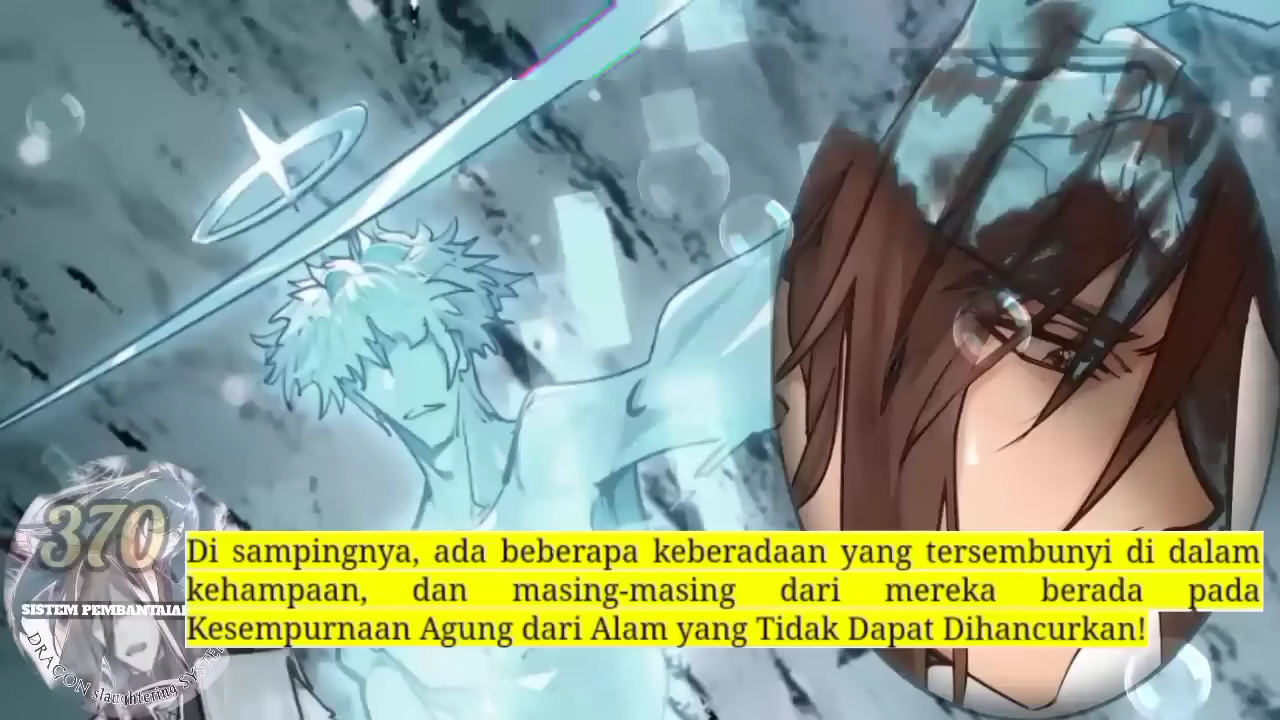 370
SISTEM PEMBANTAIAN
DRAGON slaughtering SYSTEM
Di sampingnya, ada beberapa keberadaan yang tersembunyi di dalam
kehampaan, dan masing-masing dari mereka berada pada
Kesempurnaan Agung dari Alam yang Tidak Dapat Dihancurkan!